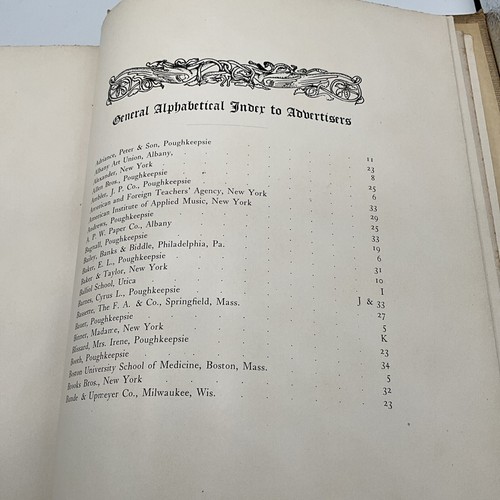 General Alphabetical Index to Advertisers
Adriance, Peter & Son, Poughkeepsie 11
Albany Art Union, Albany, 23
Alexander, New York 8
Allen Bros., Poughkeepsie 25
Ambler, J. P. Co., Poughkeepsie 6
American and Foreign Teachers' Agency, New York 33
American Institute of Applied Music, New York 29
Andrews, Poughkeepsie 25
A. P. W. Paper Co., Albany 33
Bagnall, Poughkeepsie 19
Bailey, Banks & Biddle, Philadelphia, Pa. 6
Baker, E. L., Poughkeepsie 31
Baker & Taylor, New York 10
Balliol School, Utica I
Barnes, Cyrus L., Poughkeepsie J & 33
Bassette, The F. A. & Co., Springfield, Mass. 27
Bauer, Poughkeepsie 5
Binner, Madame, New York K
Blissard, Mrs. Irene, Poughkeepsie 23
Booth, Poughkeepsie 34
Boston University School of Medicine, Boston, Mass. 5
Brooks Bros., New York 32
Bunde & Upmeyer Co., Milwaukee, Wis. 23